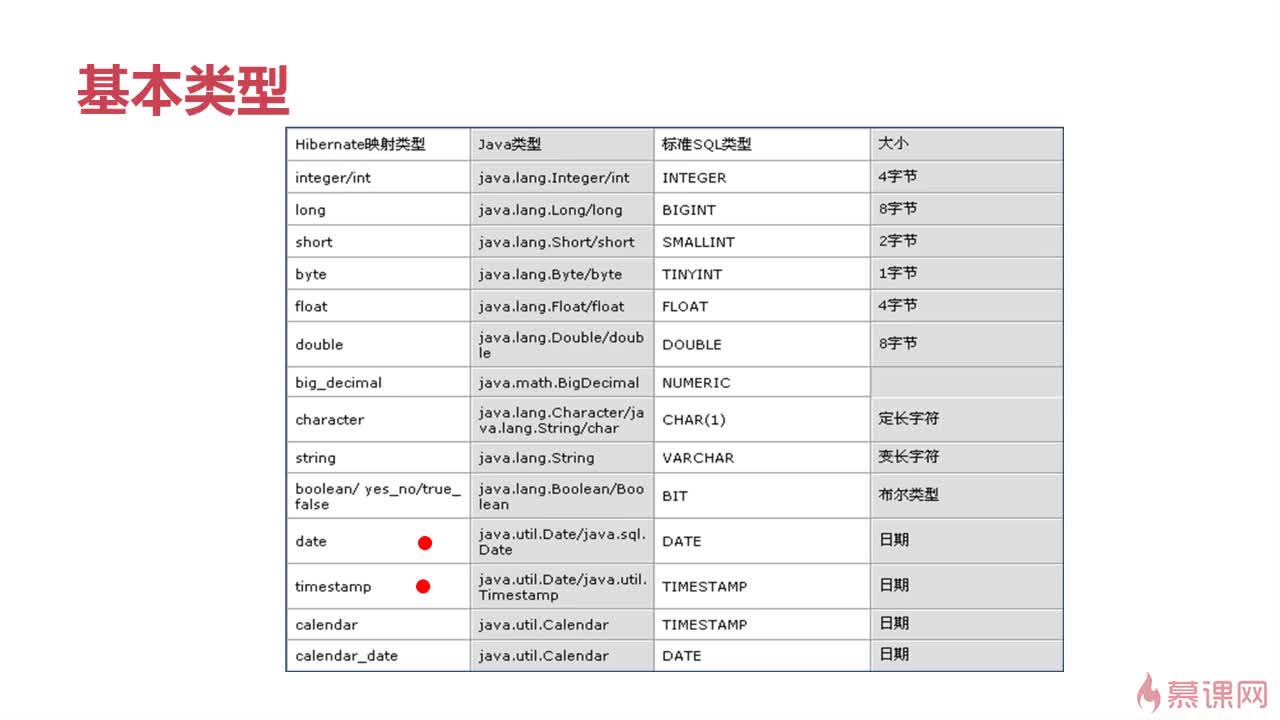 基本类型
Hibernate映射类型 Java类型 标准SQL类型 大小
integer/int java.lang.Integer/int INTEGER 4字节
long java.lang.Long/long BIGINT 8字节
short java.lang.Short/short SMALLINT 2字节
byte java.lang.Byte/byte TINYINT 1字节
float java.lang.Float/float FLOAT 4字节
double java.lang.Double/doub
le DOUBLE 8字节
big_decimal java.math.BigDecimal NUMERIC
character java.lang.Character/ja
va.lang.String/char CHAR(1) 定长字符
string java.lang.String VARCHAR 变长字符
boolean/ yes_no/true_
false java.lang.Boolean/Boo
lean BIT 布尔类型
date java.util.Date/java.sql.
Date DATE 日期
timestamp java.util.Date/java.util.
Timestamp TIMESTAMP 日期
calendar java.util.Calendar TIMESTAMP 日期
calendar_date java.util.Calendar DATE 日期
慕课网